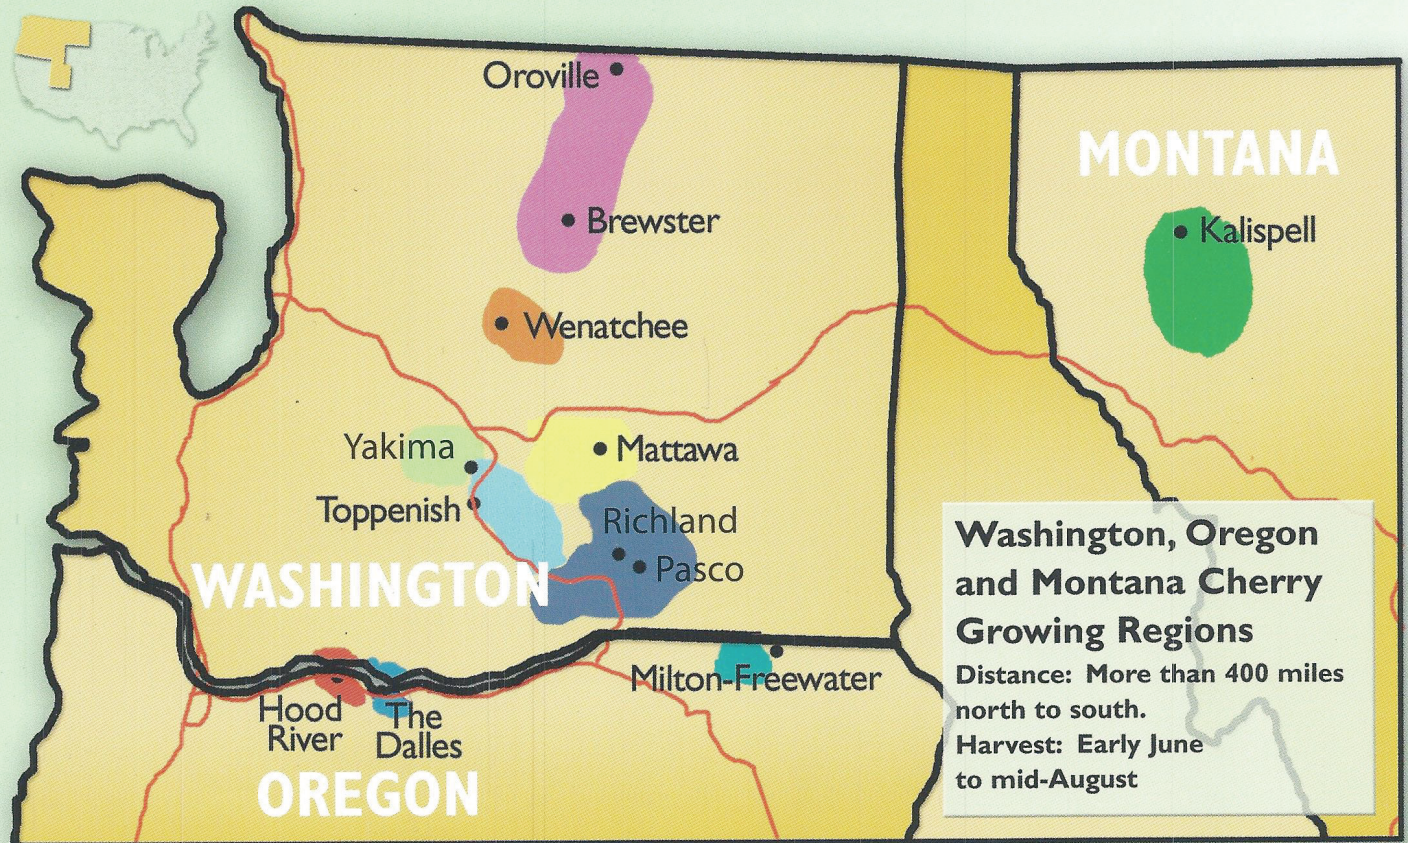 Oroville
MONTANA
Brewster
Kalispell
Wenatchee
Yakima
Mattawa
Toppenish
Richland
Pasco
WASHINGTON
Washington, Oregon
and Montana Cherry
Growing Regions
Distance: More than 400 miles
north to south.
Harvest: Early June
to mid-August
Milton-Freewater
Hood
River
The
Dalles
OREGON